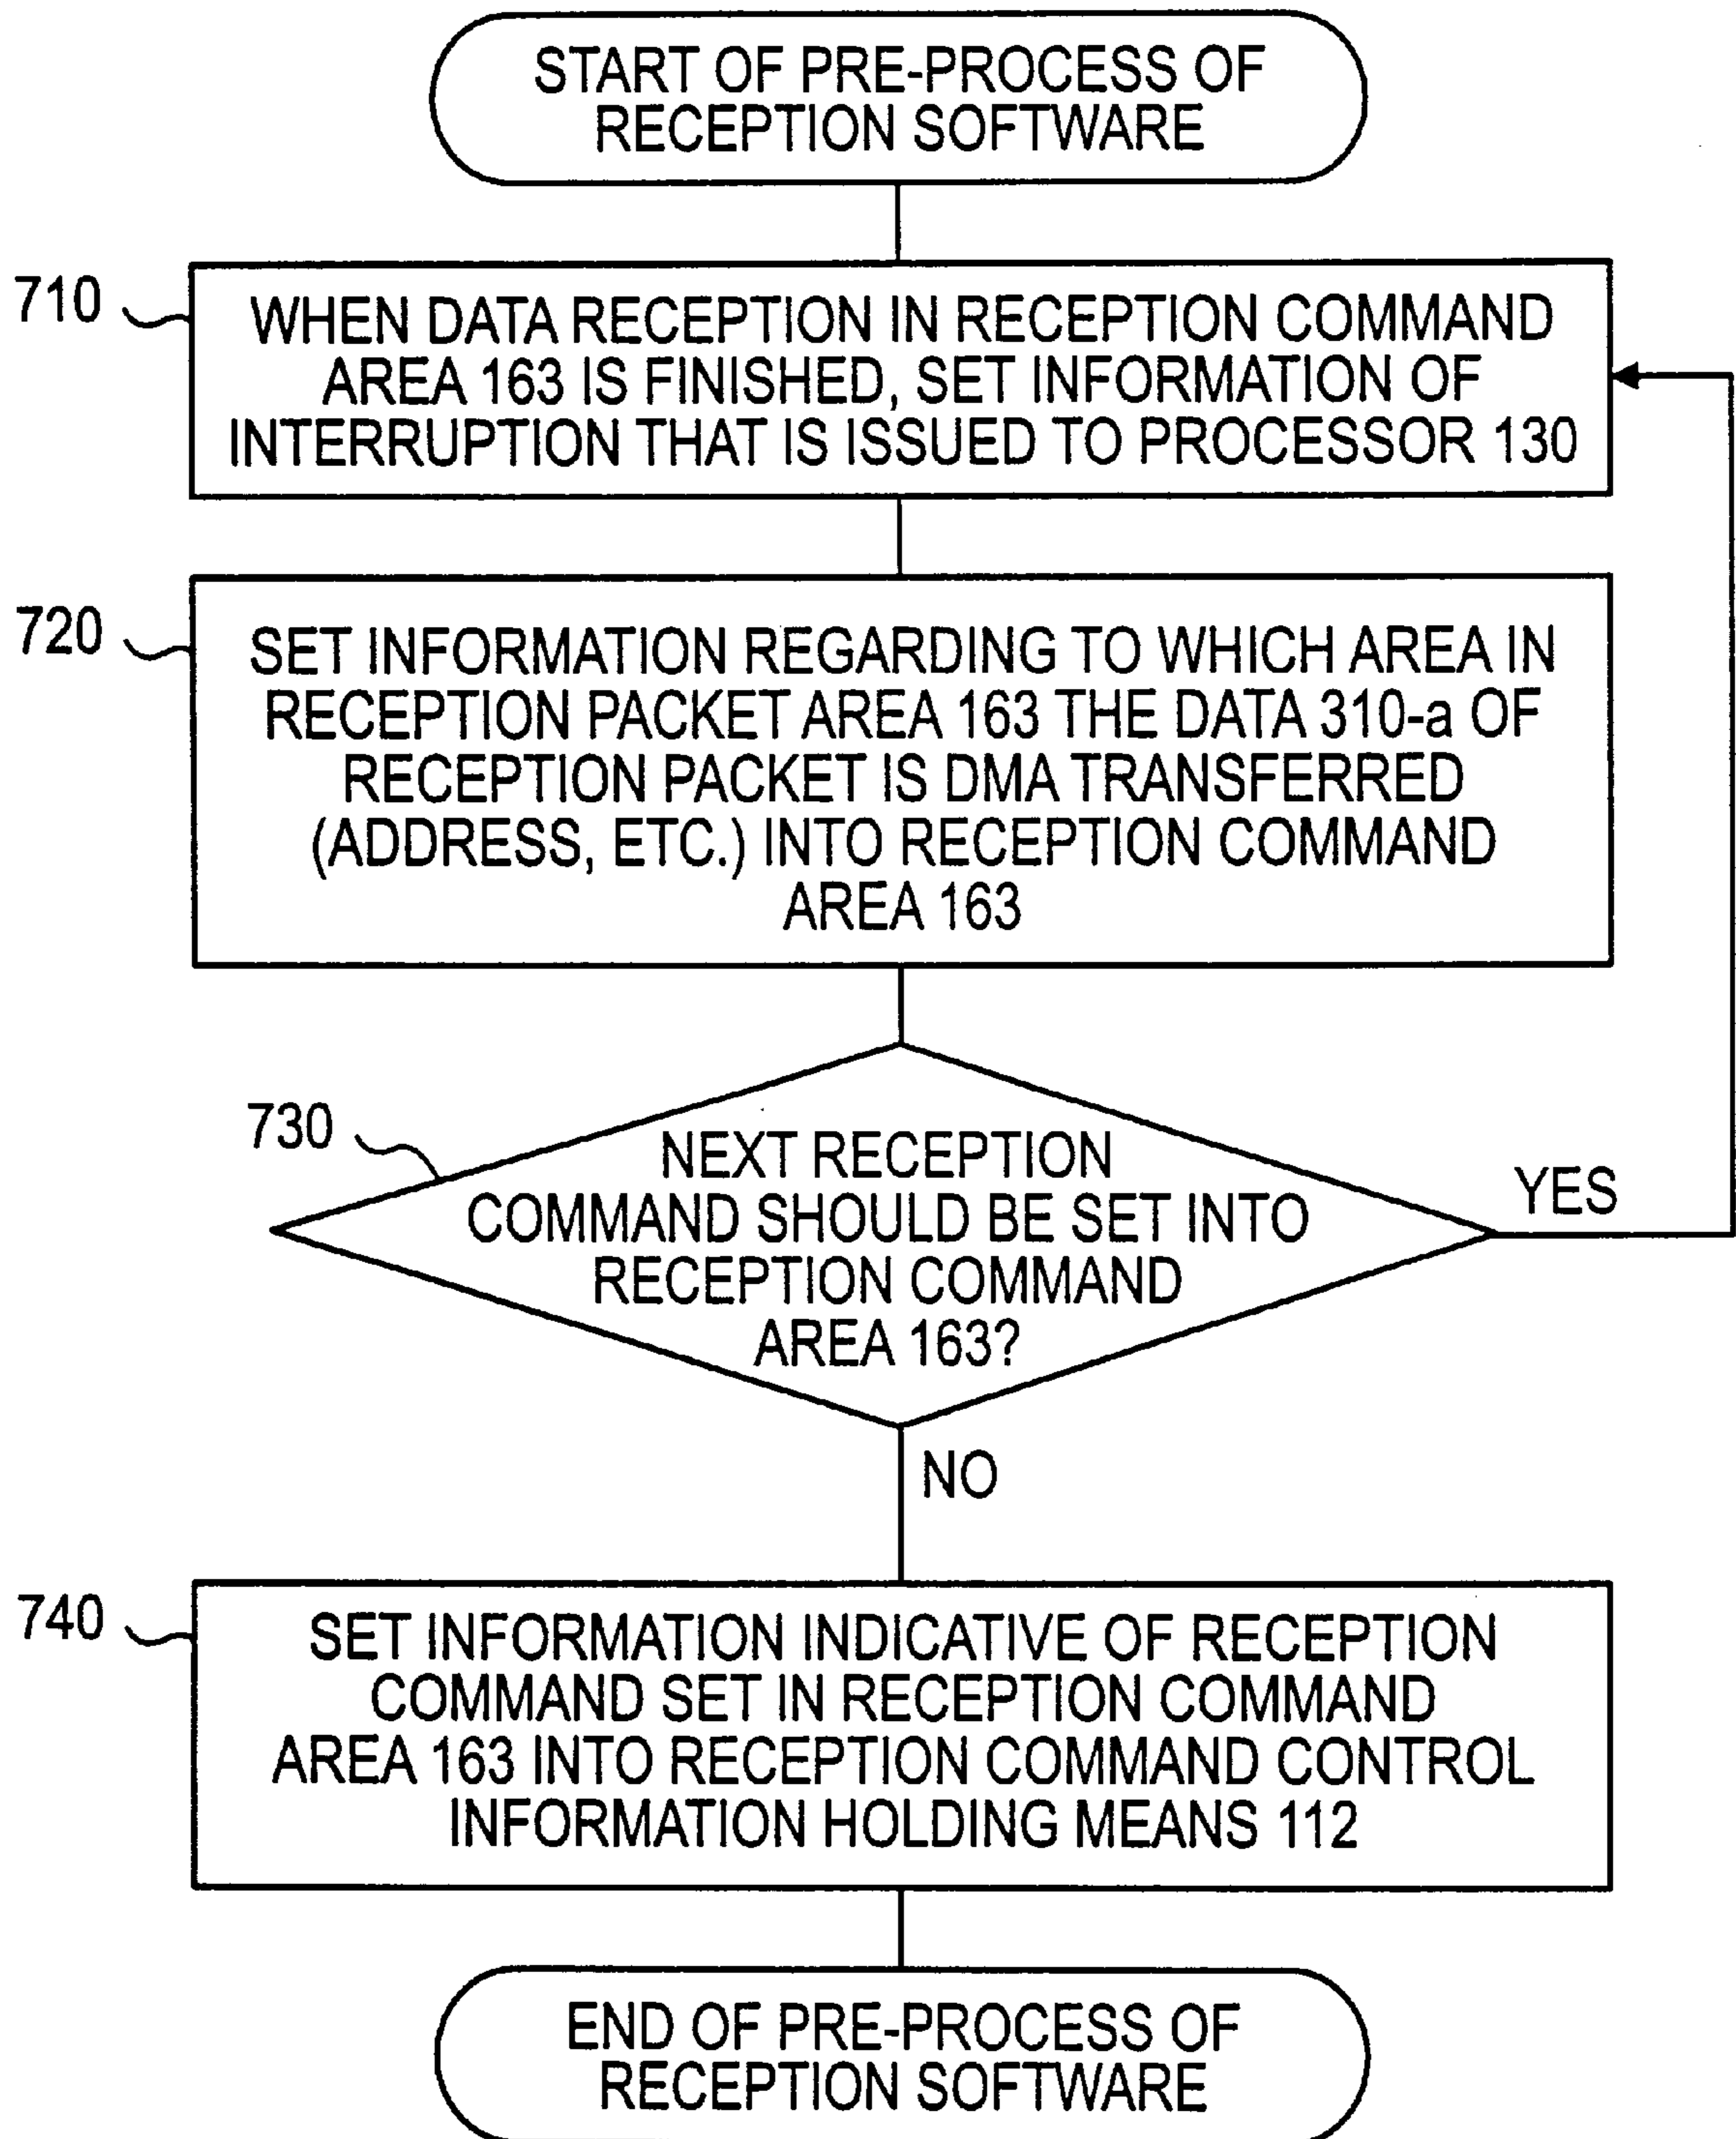 START OF PRE-PROCESS OF
RECEPTION SOFTWARE
710
WHEN DATA RECEPTION IN RECEPTION COMMAND
AREA 163 IS FINISHED, SET INFORMATION OF
INTERRUPTION THAT IS ISSUED TO PROCESSOR 130
720
SET INFORMATION REGARDING TO WHICH AREA IN
RECEPTION PACKET AREA 163 THE DATA 310-a OF
RECEPTION PACKET IS DMA TRANSFERRED
(ADDRESS, ETC.) INTO RECEPTION COMMAND
AREA 163
730
NEXT RECEPTION
COMMAND SHOULD BE SET INTO
RECEPTION COMMAND
AREA 163?
YES
NO
740
SET INFORMATION INDICATIVE OF RECEPTION
COMMAND SET IN RECEPTION COMMAND
AREA 163 INTO RECEPTION COMMAND CONTROL
INFORMATION HOLDING MEANS 112
END OF PRE-PROCESS OF
RECEPTION SOFTWARE